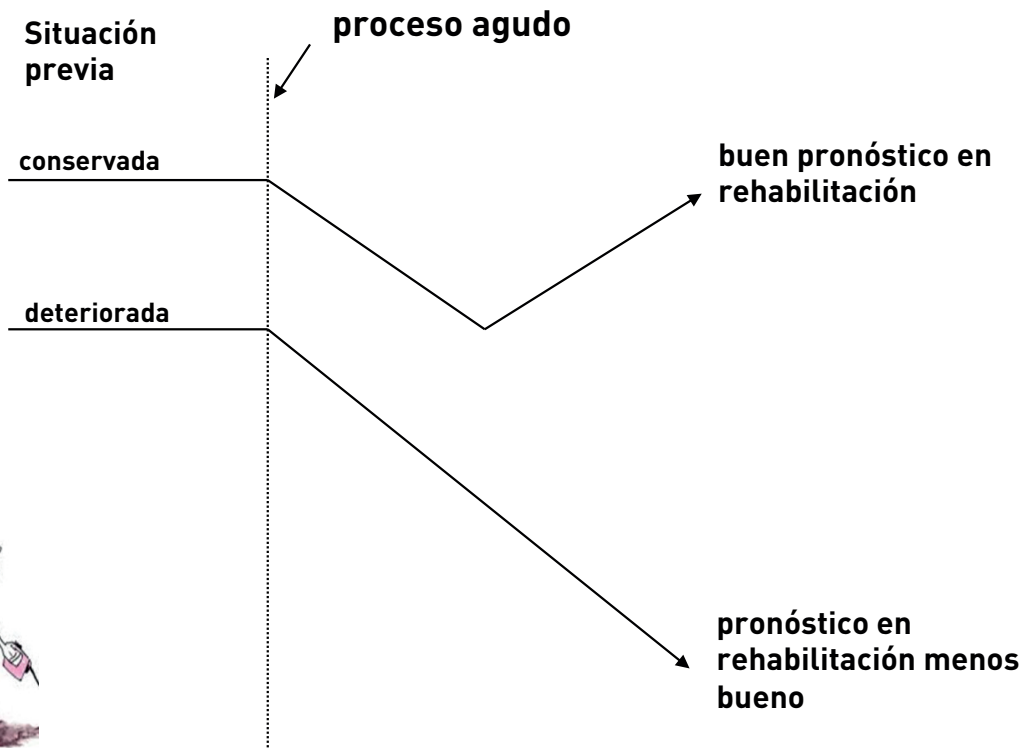 Situación
previa
proceso agudo
conservada
buen pronóstico en
rehabilitación
deteriorada
pronóstico en
rehabilitación menos
bueno